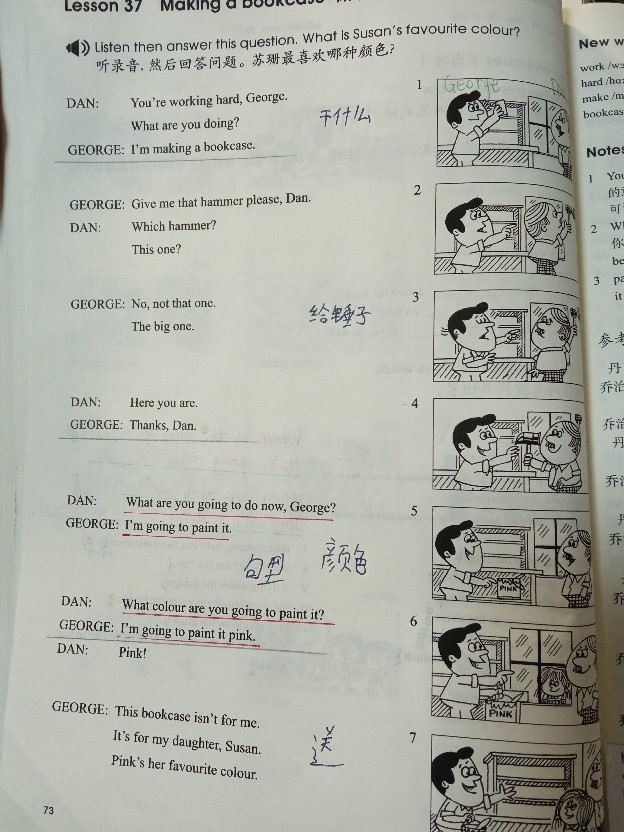 Lesson 37 Making a bookcase
Listen then answer this question. What is Susan's favourite colour?
听录音,然后回答问题。苏珊最喜欢哪种颜色?
DAN: You're working hard, George.
What are you doing?
干什么
GEORGE: I'm making a bookcase.
1
George
GEORGE: Give me that hammer please, Dan.
DAN: Which hammer?
This one?
2
GEORGE: No, not that one.
The big one.
给锤子
3
DAN: Here you are.
GEORGE: Thanks, Dan.
4
DAN: What are you going to do now, George?
GEORGE: I'm going to paint it.
句型 颜色
5
PINK
DAN: What colour are you going to paint it?
GEORGE: I'm going to paint it pink.
DAN: Pink!
6
PINK
GEORGE: This bookcase isn't for me.
It's for my daughter, Susan.
Pink's her favourite colour.
送
7
73
New w
work /w
hard /h
make /m
bookcas
Notes
1 You
的
可
2 W
你
be
3 pa
it
参考
丹
乔治
乔治
丹
乔治